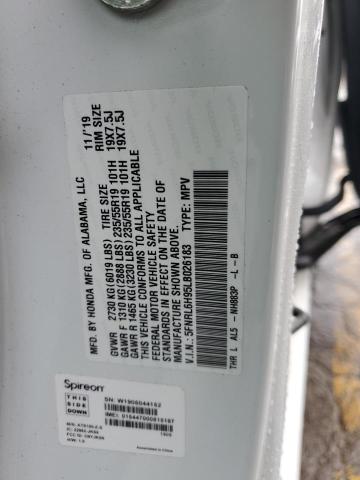 MFD. BY HONDA MFG. OF ALABAMA, LLC 11/'19
TIRE SIZE RIM SIZE
GVWR 2730 KG(6019 LBS)
GAWR F 1310 KG(2888 LBS) 235/55R19 101H 19X7.5J
GAWR R 1465 KG(3230 LBS) 235/55R19 101H 19X7.5J
THIS VEHICLE CONFORMS TO ALL APPLICABLE
FEDERAL MOTOR VEHICLE SAFETY
STANDARDS IN EFFECT ON THE DATE OF
MANUFACTURE SHOWN ABOVE.
V.I.N.: 5FNRL6H95LB026183 TYPE: MPV
THR L AL5 - NH883P -L-B
Spireon
THIS SIDE DOWN
SN: W1906044162